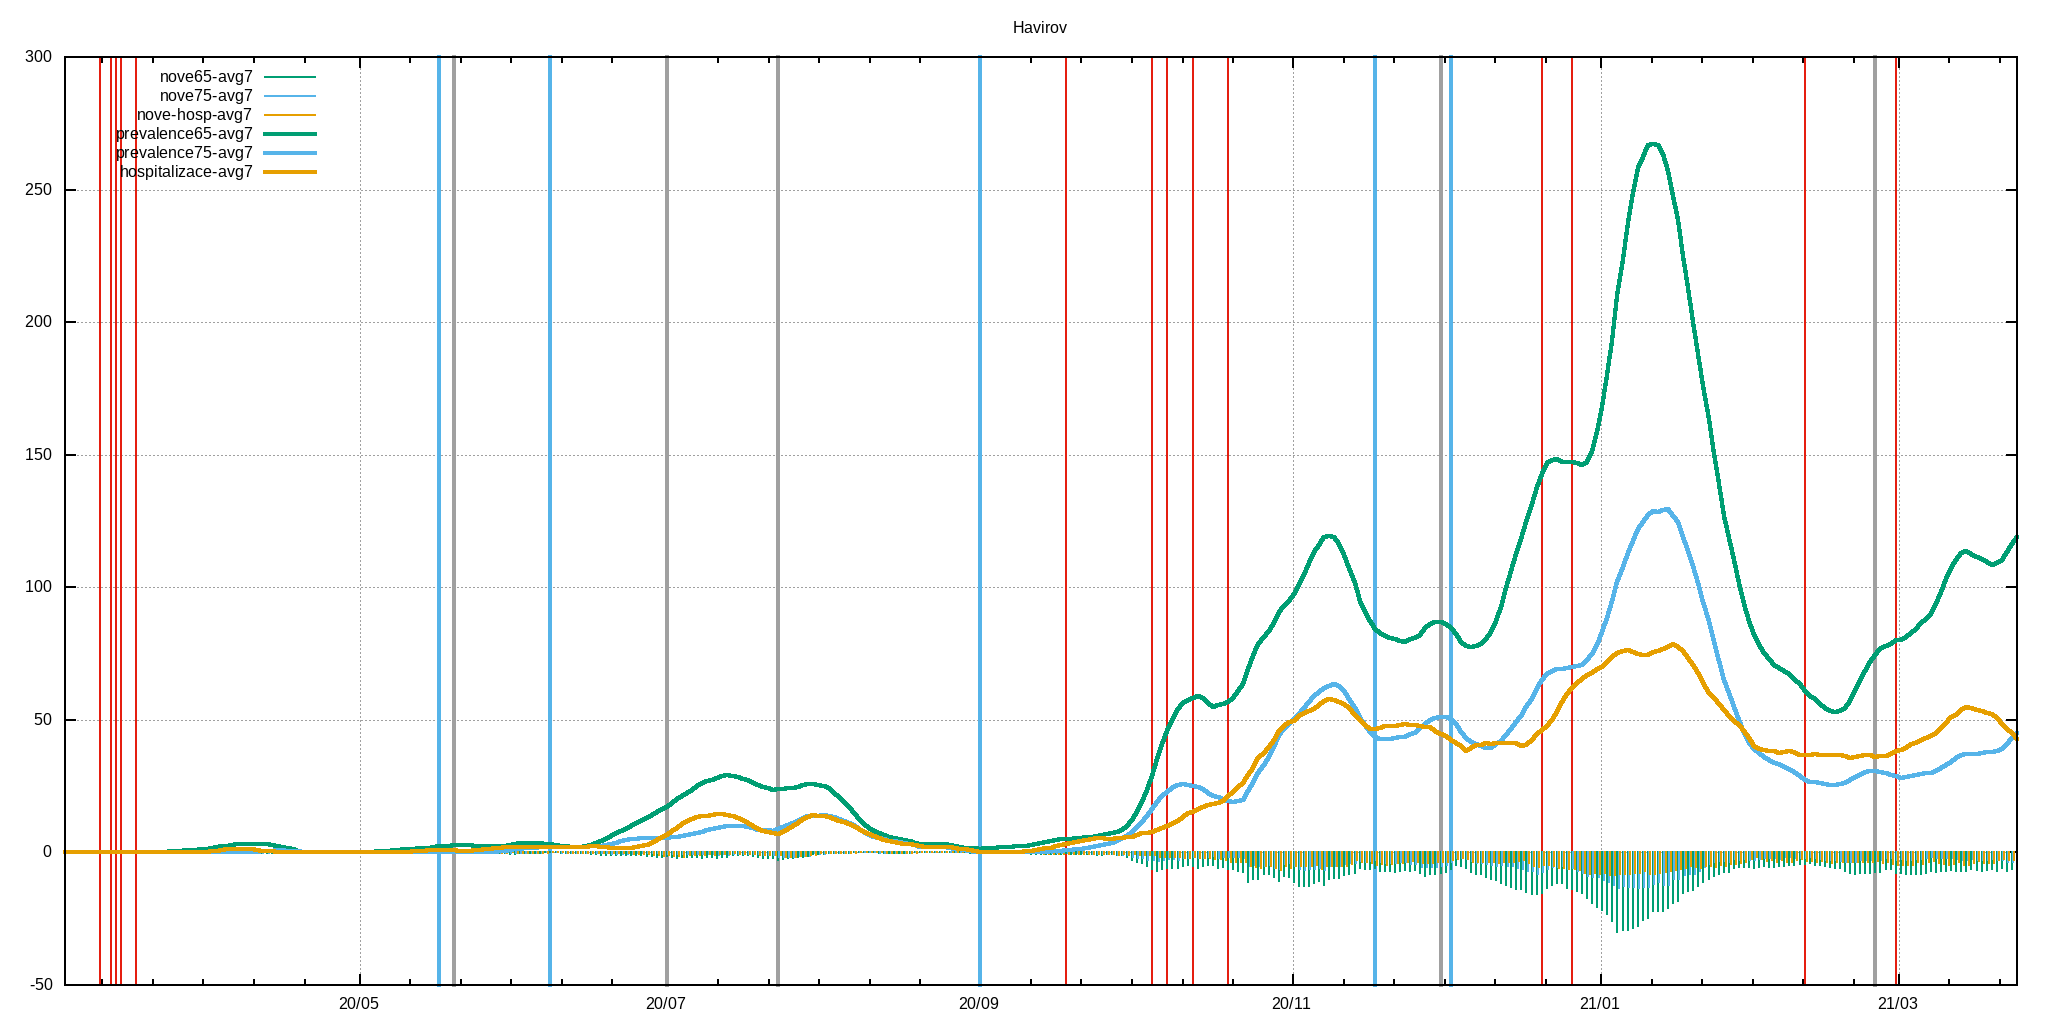 Havirov
300
250
200
150
100
50
0
-50
nove65-avg7
nove75-avg7
nove-hosp-avg7
prevalence65-avg7
prevalence75-avg7
hospitalizace-avg7
20/05
20/07
20/09
20/11
21/01
21/03